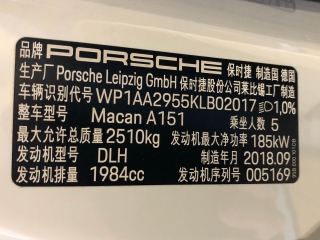 品牌 PORSCHE 保时捷 制造国 德国
生产厂 Porsche Leipzig GmbH 保时捷股份公司莱比锡工厂制造
车辆识别代号 WP1AA2955KLB02017 1,0%
整车型号 Macan A151 乘坐人数 5
最大允许总质量 2510kg 发动机最大净功率 185kW
发动机型号 DLH 制造年月 2018.09
发动机排量 1984cc 发动机序列号 005169